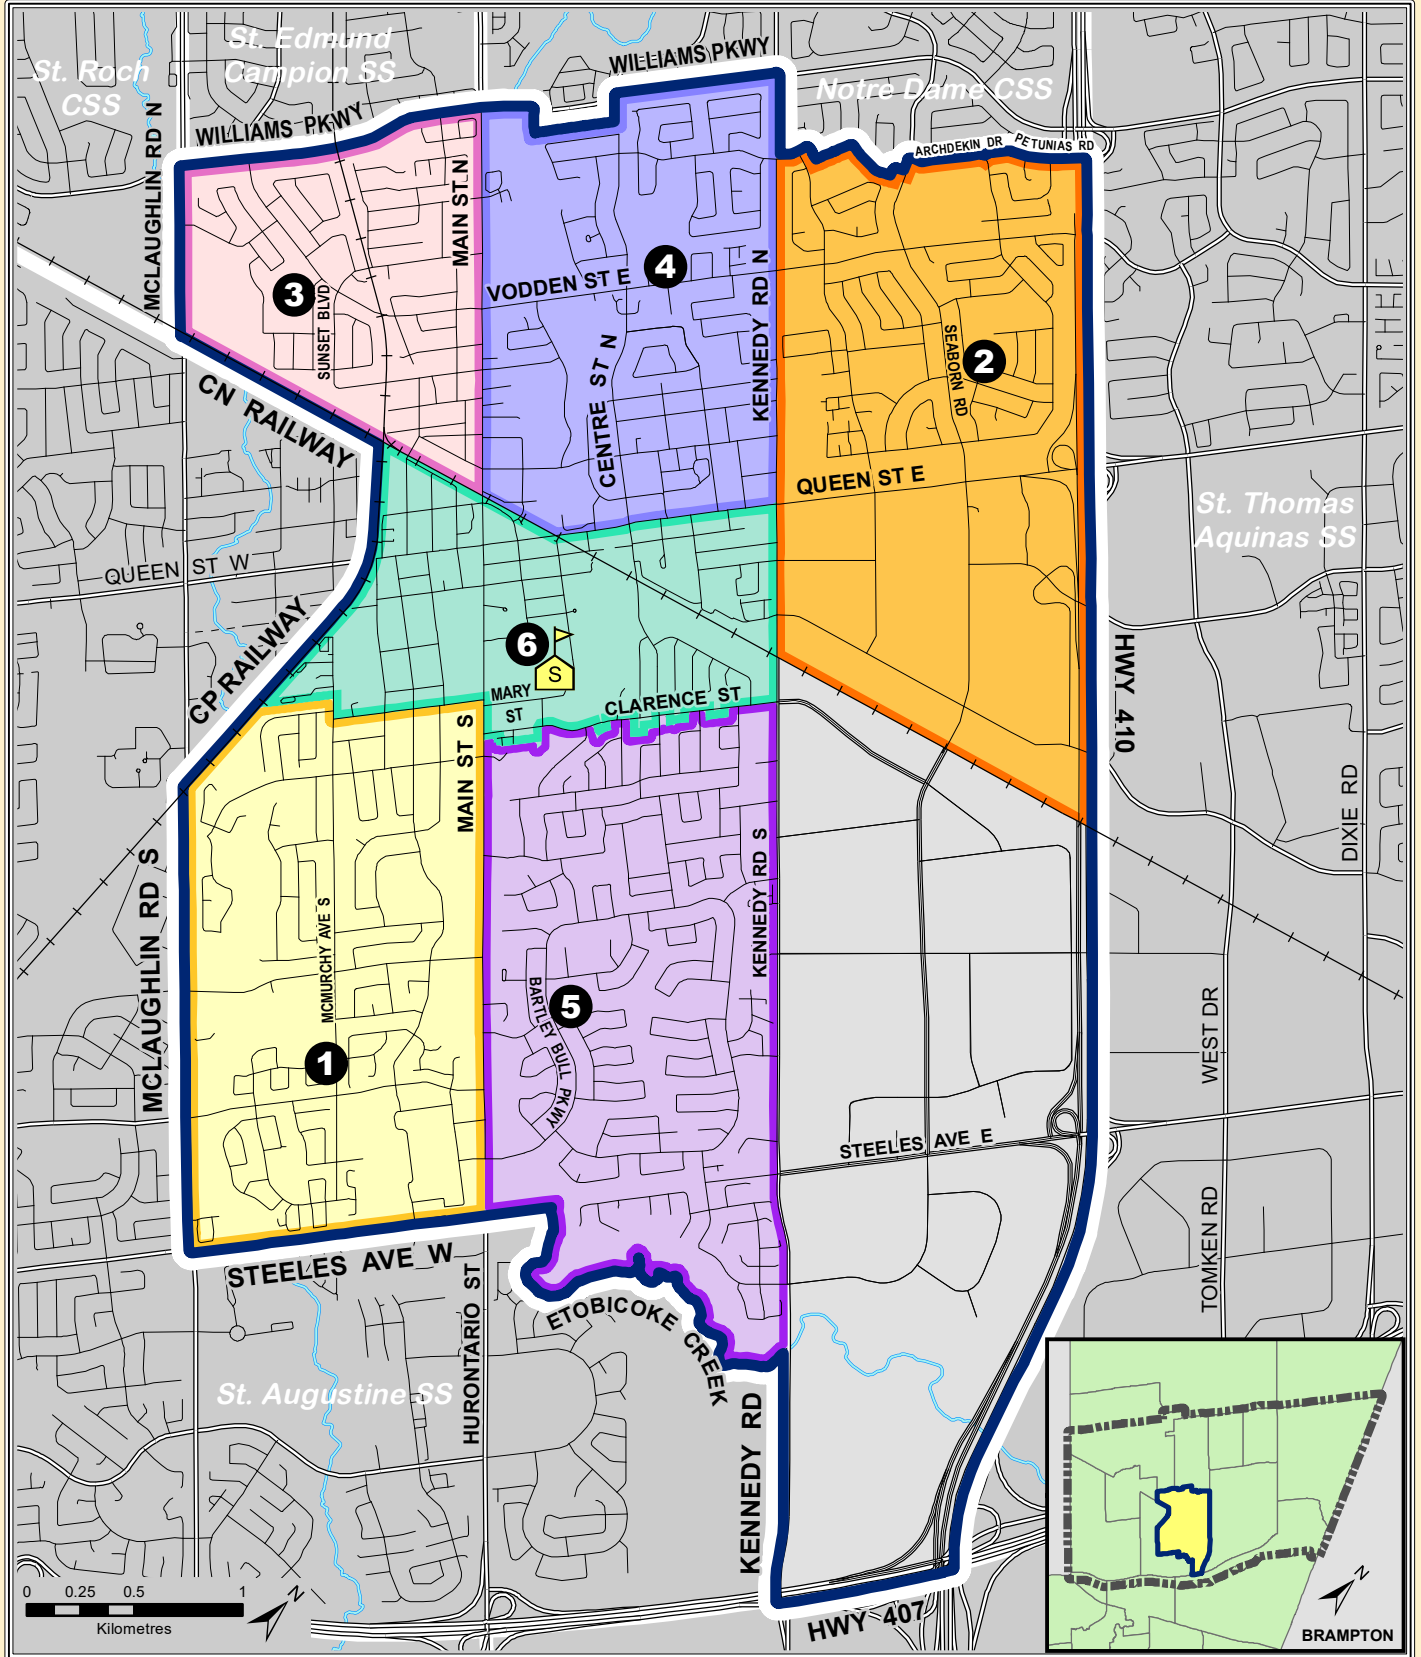 St. Edmund
Campion SS
St. Roch
CSS
WILLIAMS PKWY
Notre Dame CSS
WILLIAMS PKWY
ARCHDEKIN DR
PETUNIAS RD
MCLAUGHLIN RD N
MAIN ST N
3
SUNSET BLVD
4
VODDEN ST E
KENNEDY RD N
CENTRE ST N
2
SEABORN RD
CN RAILWAY
QUEEN ST E
St. Thomas
Aquinas SS
QUEEN ST W
CP RAILWAY
6
S
MARY
ST
CLARENCE ST
HWY 410
MAIN ST S
DIXIE RD
MCLAUGHLIN RD S
KENNEDY RD S
MCMURCHY AVE S
BARTLEY BULL PKWY
5
1
WEST DR
STEELES AVE E
TOMKEN RD
STEELES AVE W
HURONTARIO ST
ETOBICOKE CREEK
St. Augustine SS
KENNEDY RD
HWY 407
0 0.25 0.5 1
Kilometres
N
N
BRAMPTON